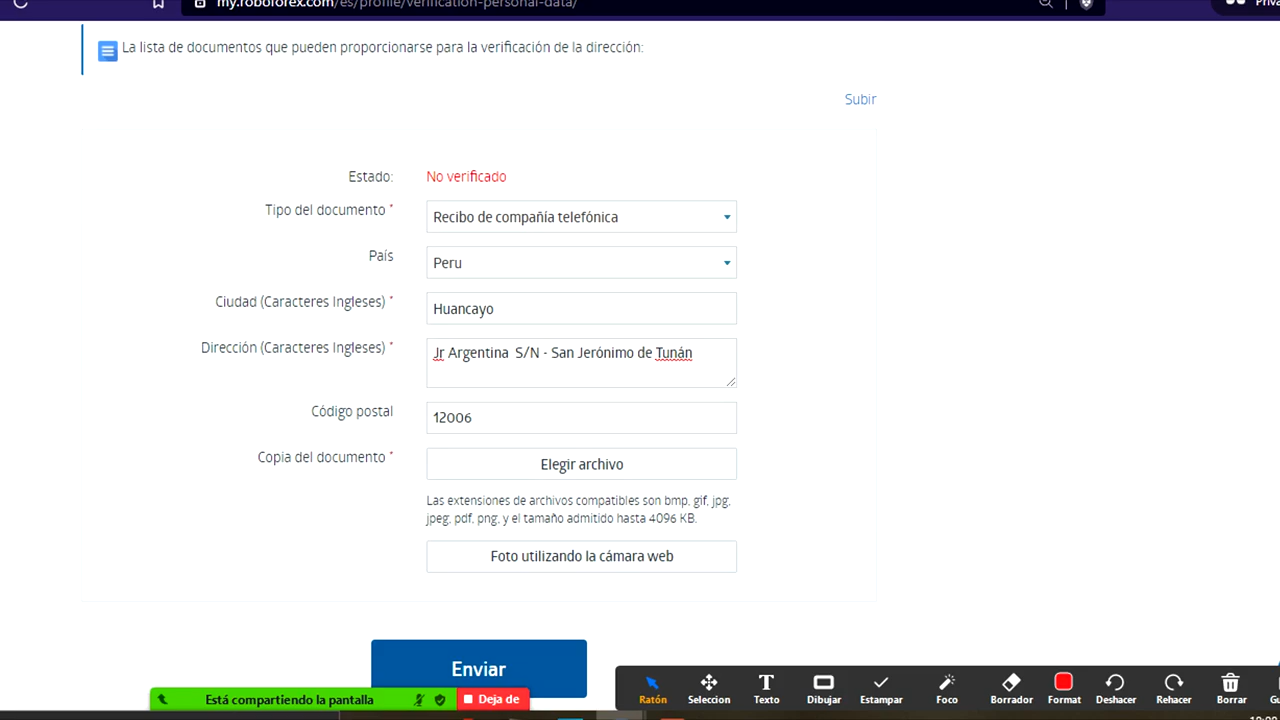 my.roboforex.com/es/profile/verification-personal-data/
La lista de documentos que pueden proporcionarse para la verificación de la dirección:
Subir
Estado: No verificado
Tipo del documento * Recibo de compañía telefónica
País Peru
Ciudad (Caracteres Ingleses) * Huancayo
Dirección (Caracteres Ingleses) * Jr Argentina S/N - San Jerónimo de Tunán
Código postal 12006
Copia del documento * Elegir archivo
Las extensiones de archivos compatibles son bmp, gif, jpg,
jpeg, pdf, png, y el tamaño admitido hasta 4096 KB.
Foto utilizando la cámara web
Enviar
Está compartiendo la pantalla Deja de
Ratón Seleccion Texto Dibujar Estampar Foco Borrador Format Deshacer Rehacer Borrar